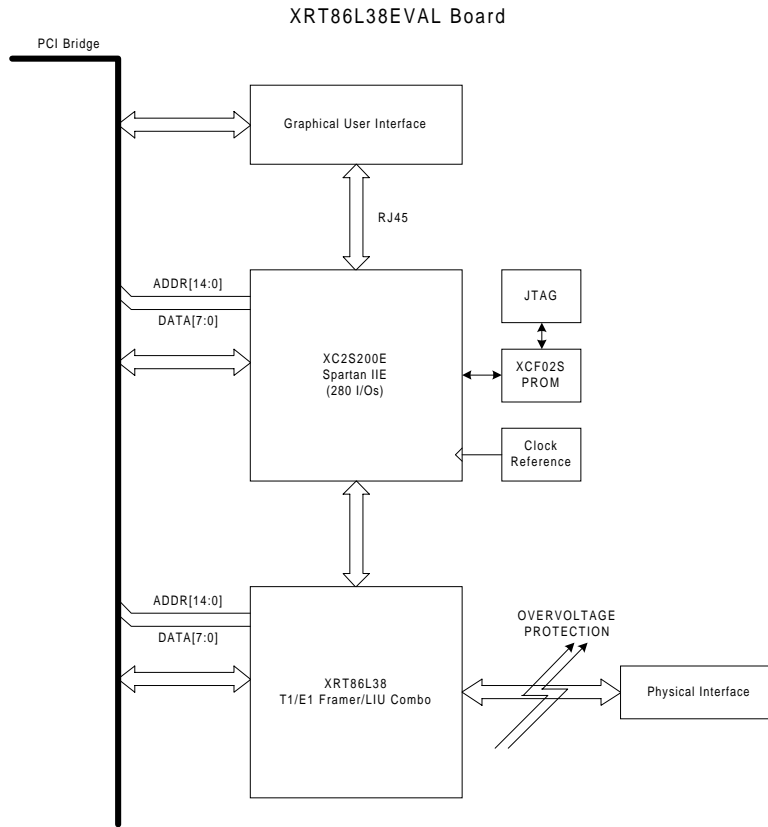 XRT86L38EVAL Board
PCI Bridge
Graphical User Interface
RJ45
ADDR[14:0]
DATA[7:0]
XC2S200E
Spartan IIE
(280 I/Os)
JTAG
XCF02S
PROM
Clock
Reference
ADDR[14:0]
DATA[7:0]
XRT86L38
T1/E1 Framer/LIU Combo
OVERVOLTAGE
PROTECTION
Physical Interface